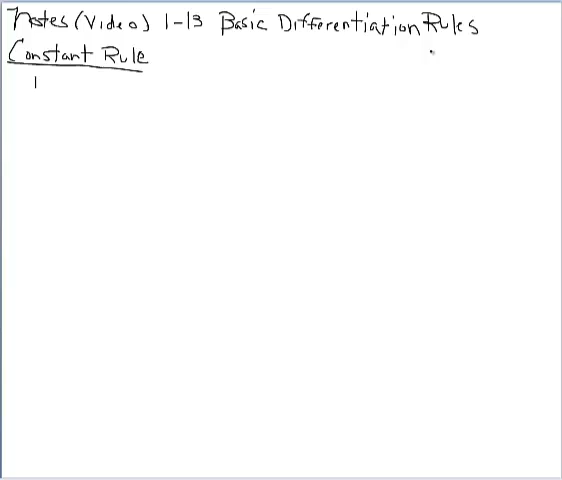 Notes (Video) 1-13 Basic Differentiation Rules
Constant Rule